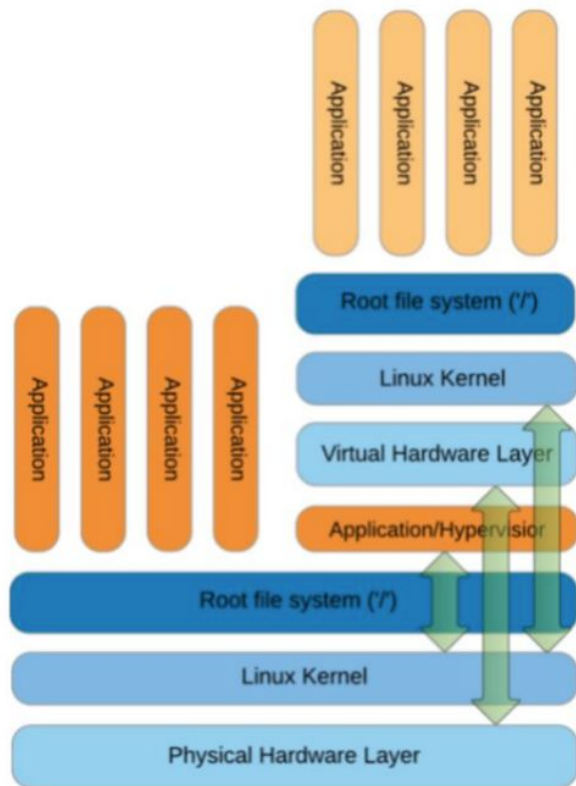 Application
Application
Application
Application
Root file system ('/')
Linux Kernel
Virtual Hardware Layer
Application/Hypervisior
Application
Application
Application
Application
Root file system ('/')
Linux Kernel
Physical Hardware Layer